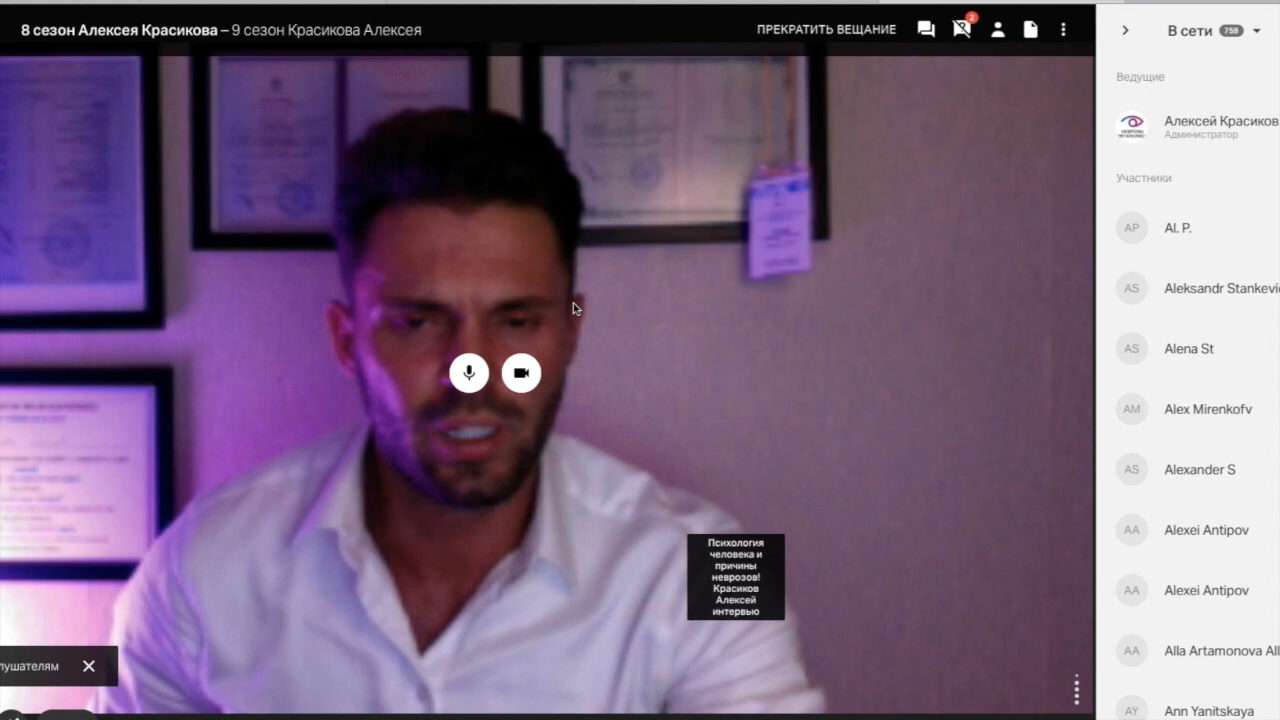 8 сезон Алексея Красикова – 9 сезон Красикова Алексея
ПРЕКРАТИТЬ ВЕЩАНИЕ
2
В сети 758
Ведущие
Алексей Красиков
Администратор
Участники
AP Al. P.
AS Aleksandr Stankevi
AS Alena St
AM Alex Mirenkofv
AS Alexander S
AA Alexei Antipov
AA Alexei Antipov
AA Alla Artamonova All
AY Ann Yanitskaya
Психология
человека и
причины
неврозов!
Красиков
Алексей
интервью
лушателям